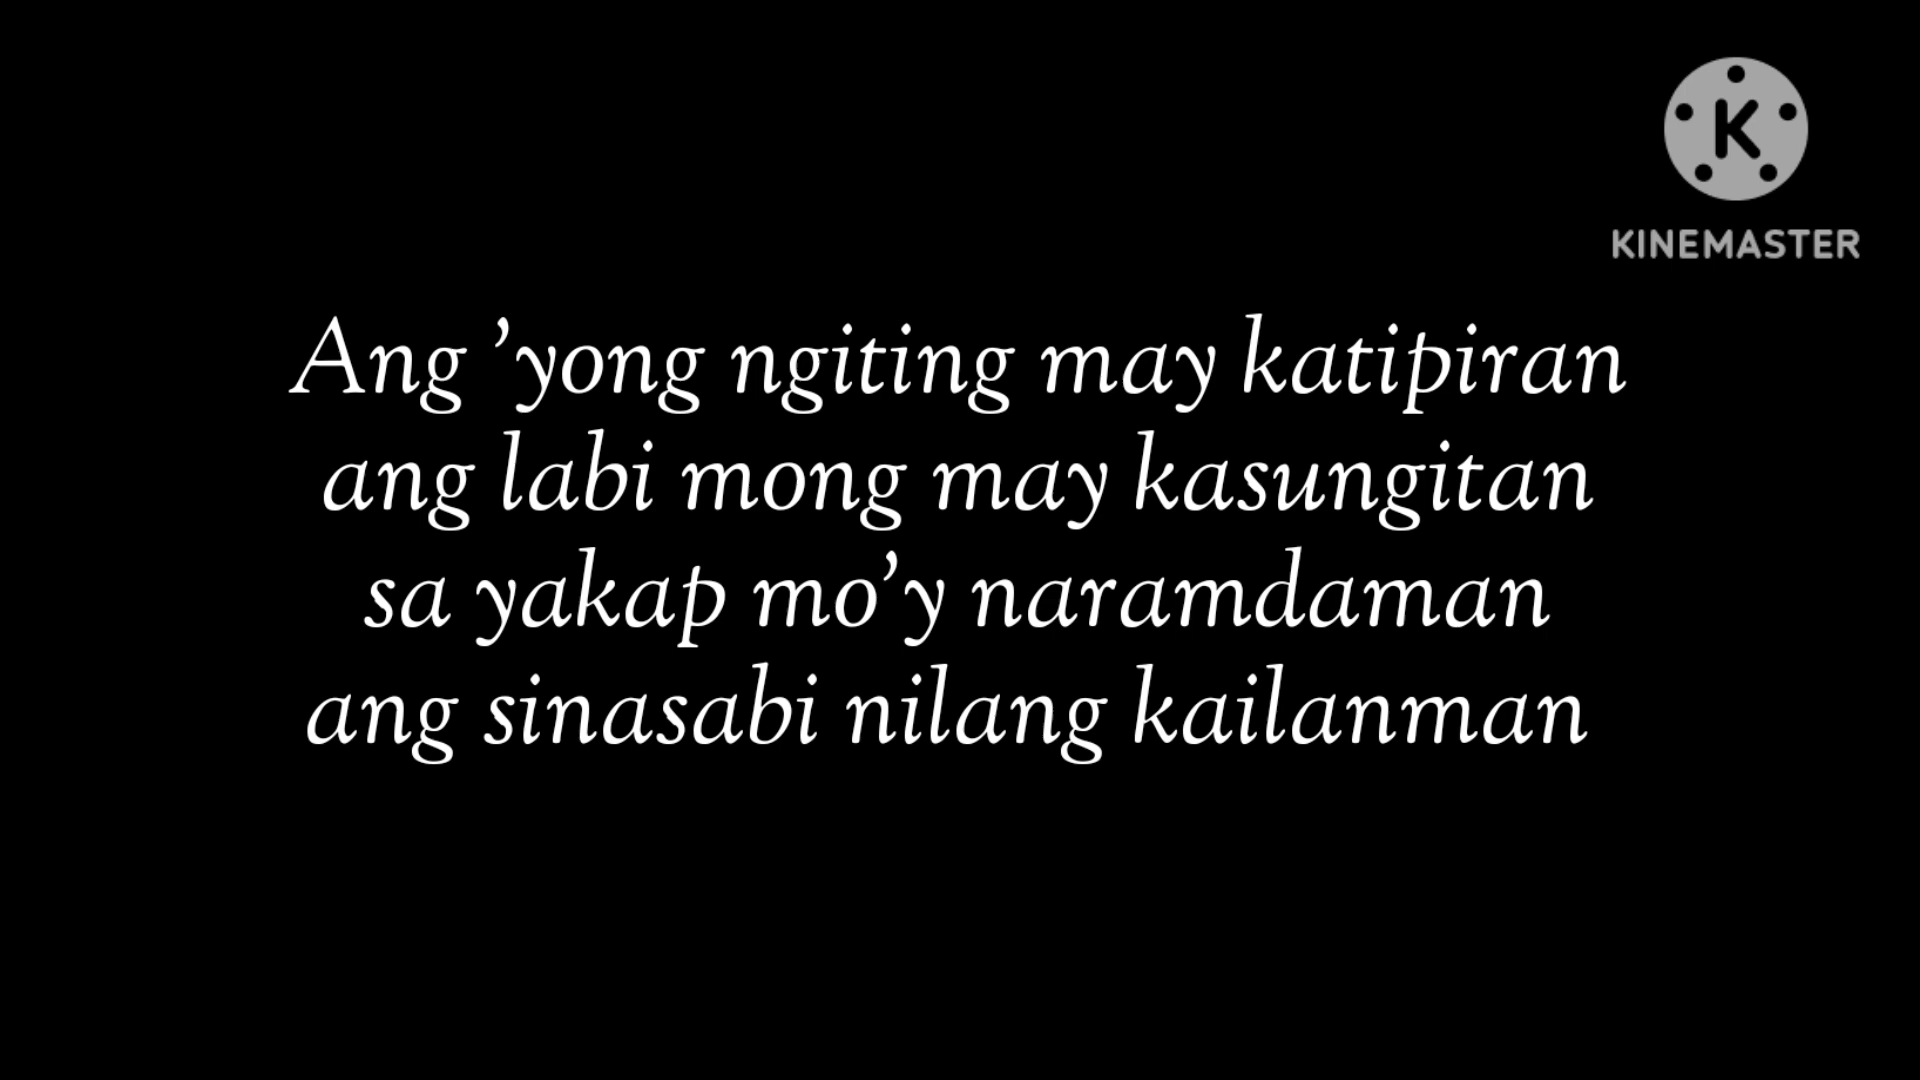 K
KINEMASTER
Ang ’yong ngiting may katipiran
ang labi mong may kasungitan
sa yakap mo’y naramdaman
ang sinasabi nilang kailanman